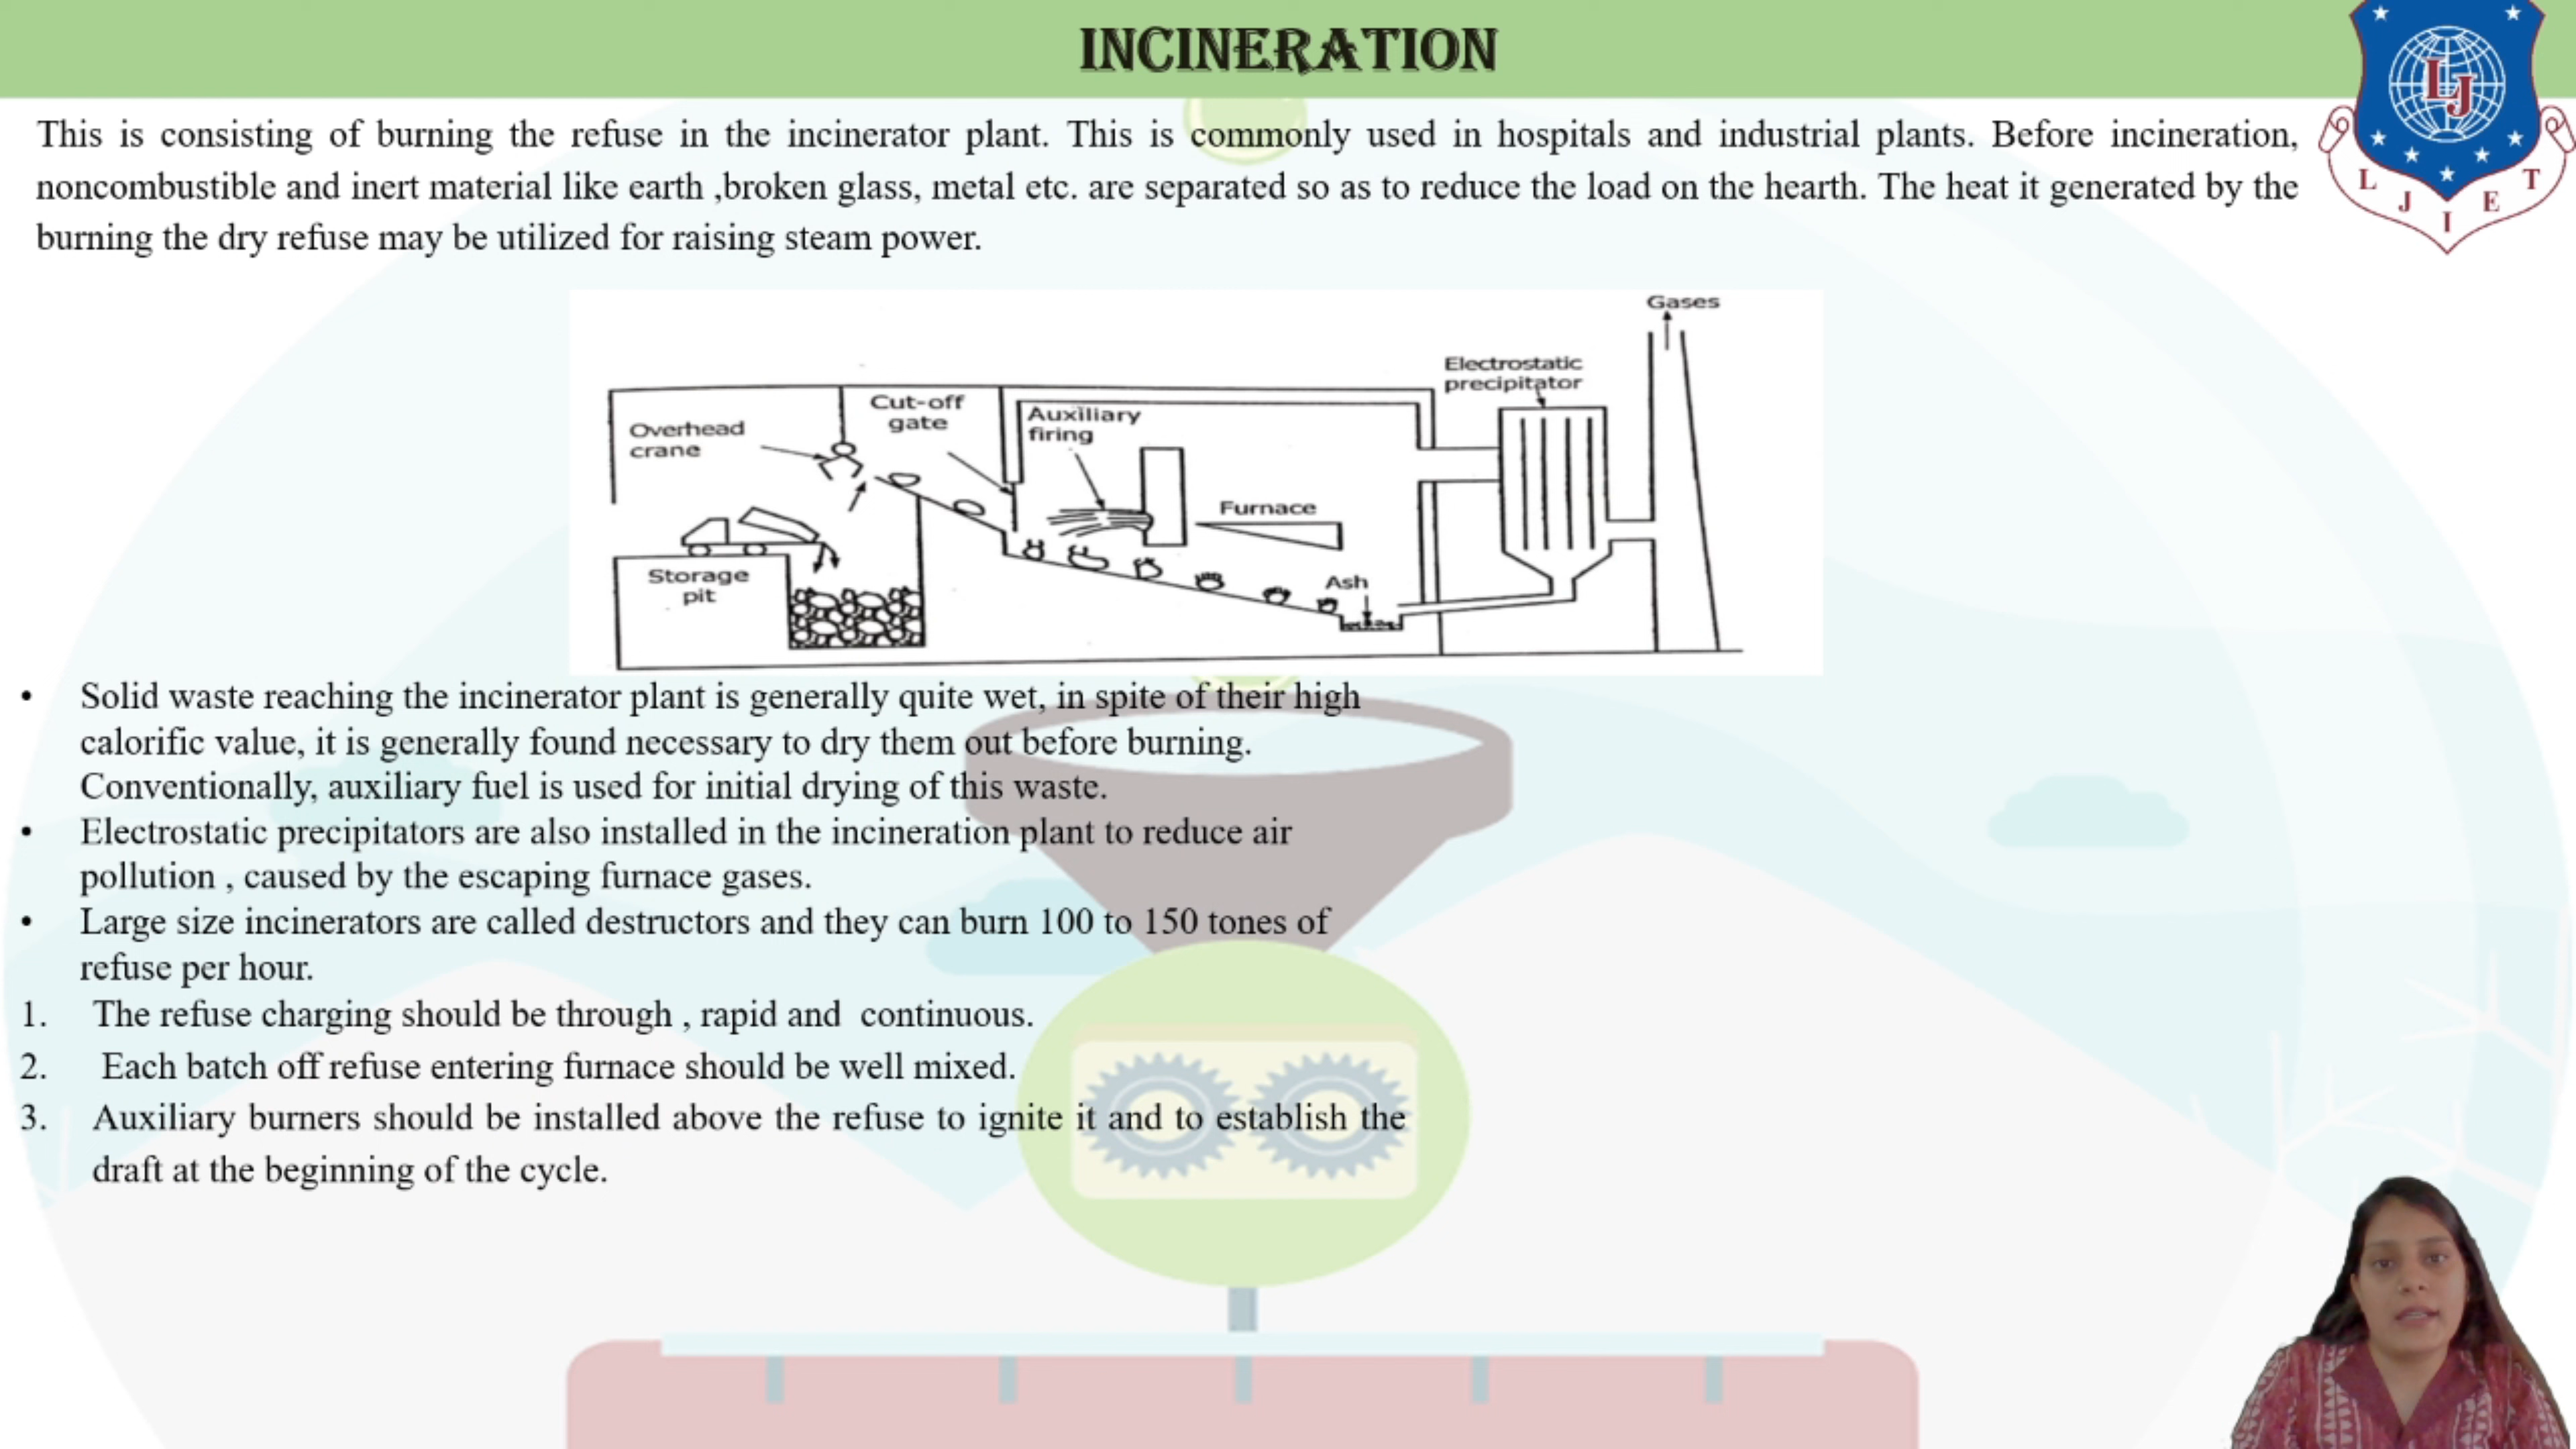 INCINERATION
This is consisting of burning the refuse in the incinerator plant. This is commonly used in hospitals and industrial plants. Before incineration,
noncombustible and inert material like earth ,broken glass, metal etc. are separated so as to reduce the load on the hearth. The heat it generated by the
burning the dry refuse may be utilized for raising steam power.
LJ
L J I E T
Gases
Electrostatic
precipitator
Cut-off
gate
Auxiliary
firing
Overhead
crane
Furnace
Storage
pit
Ash
• Solid waste reaching the incinerator plant is generally quite wet, in spite of their high
calorific value, it is generally found necessary to dry them out before burning.
Conventionally, auxiliary fuel is used for initial drying of this waste.
• Electrostatic precipitators are also installed in the incineration plant to reduce air
pollution , caused by the escaping furnace gases.
• Large size incinerators are called destructors and they can burn 100 to 150 tones of
refuse per hour.
1. The refuse charging should be through , rapid and continuous.
2. Each batch off refuse entering furnace should be well mixed.
3. Auxiliary burners should be installed above the refuse to ignite it and to establish the
draft at the beginning of the cycle.